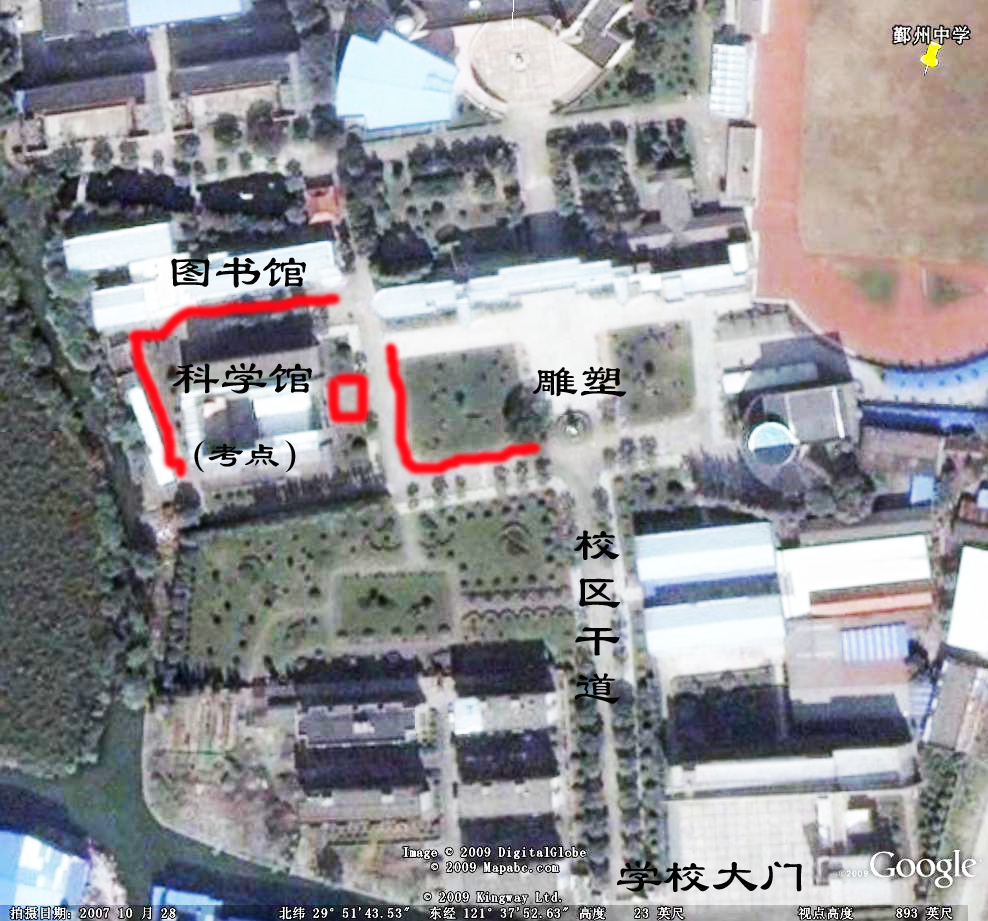 鄞州中学
图书馆
科学馆
雕塑
(考点)
校区干道
Image © 2009 DigitalGlobe
© 2009 Mapabc.com
© 2009 Kingway Ltd.
学校大门
©2009 Google
拍摄日期: 2007 10 月 28 北纬 29° 51'43.53" 东经 121° 37'52.63" 高度 23 英尺 视点高度 893 英尺